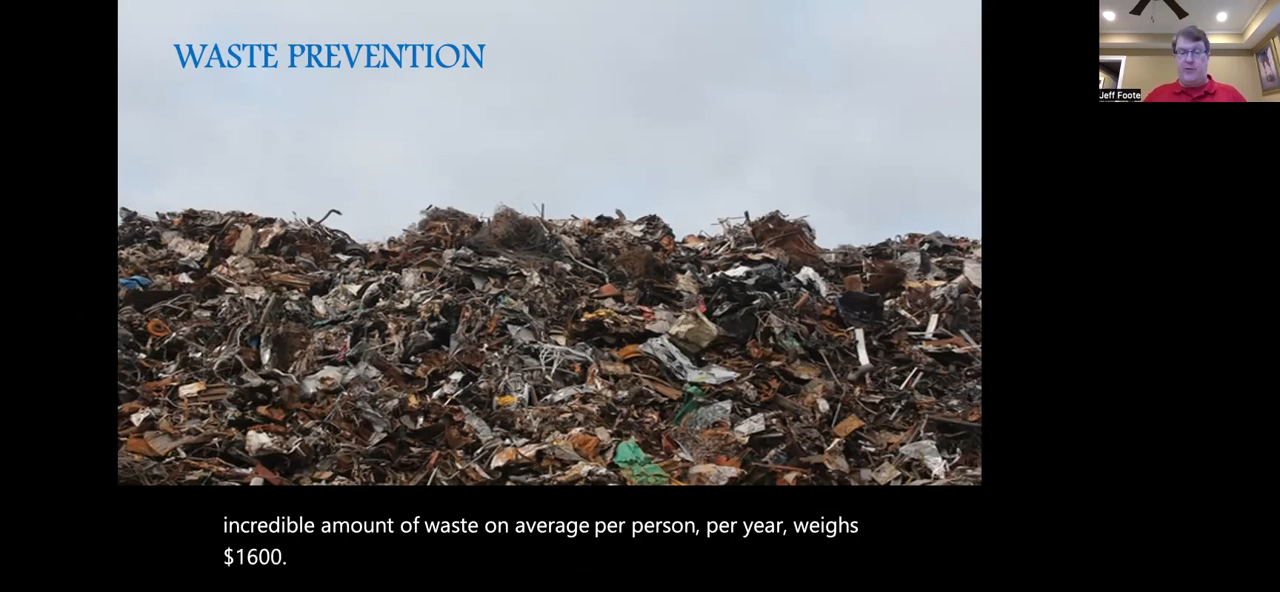 WASTE PREVENTION
Jeff Foote
incredible amount of waste on average per person, per year, weighs
$1600.